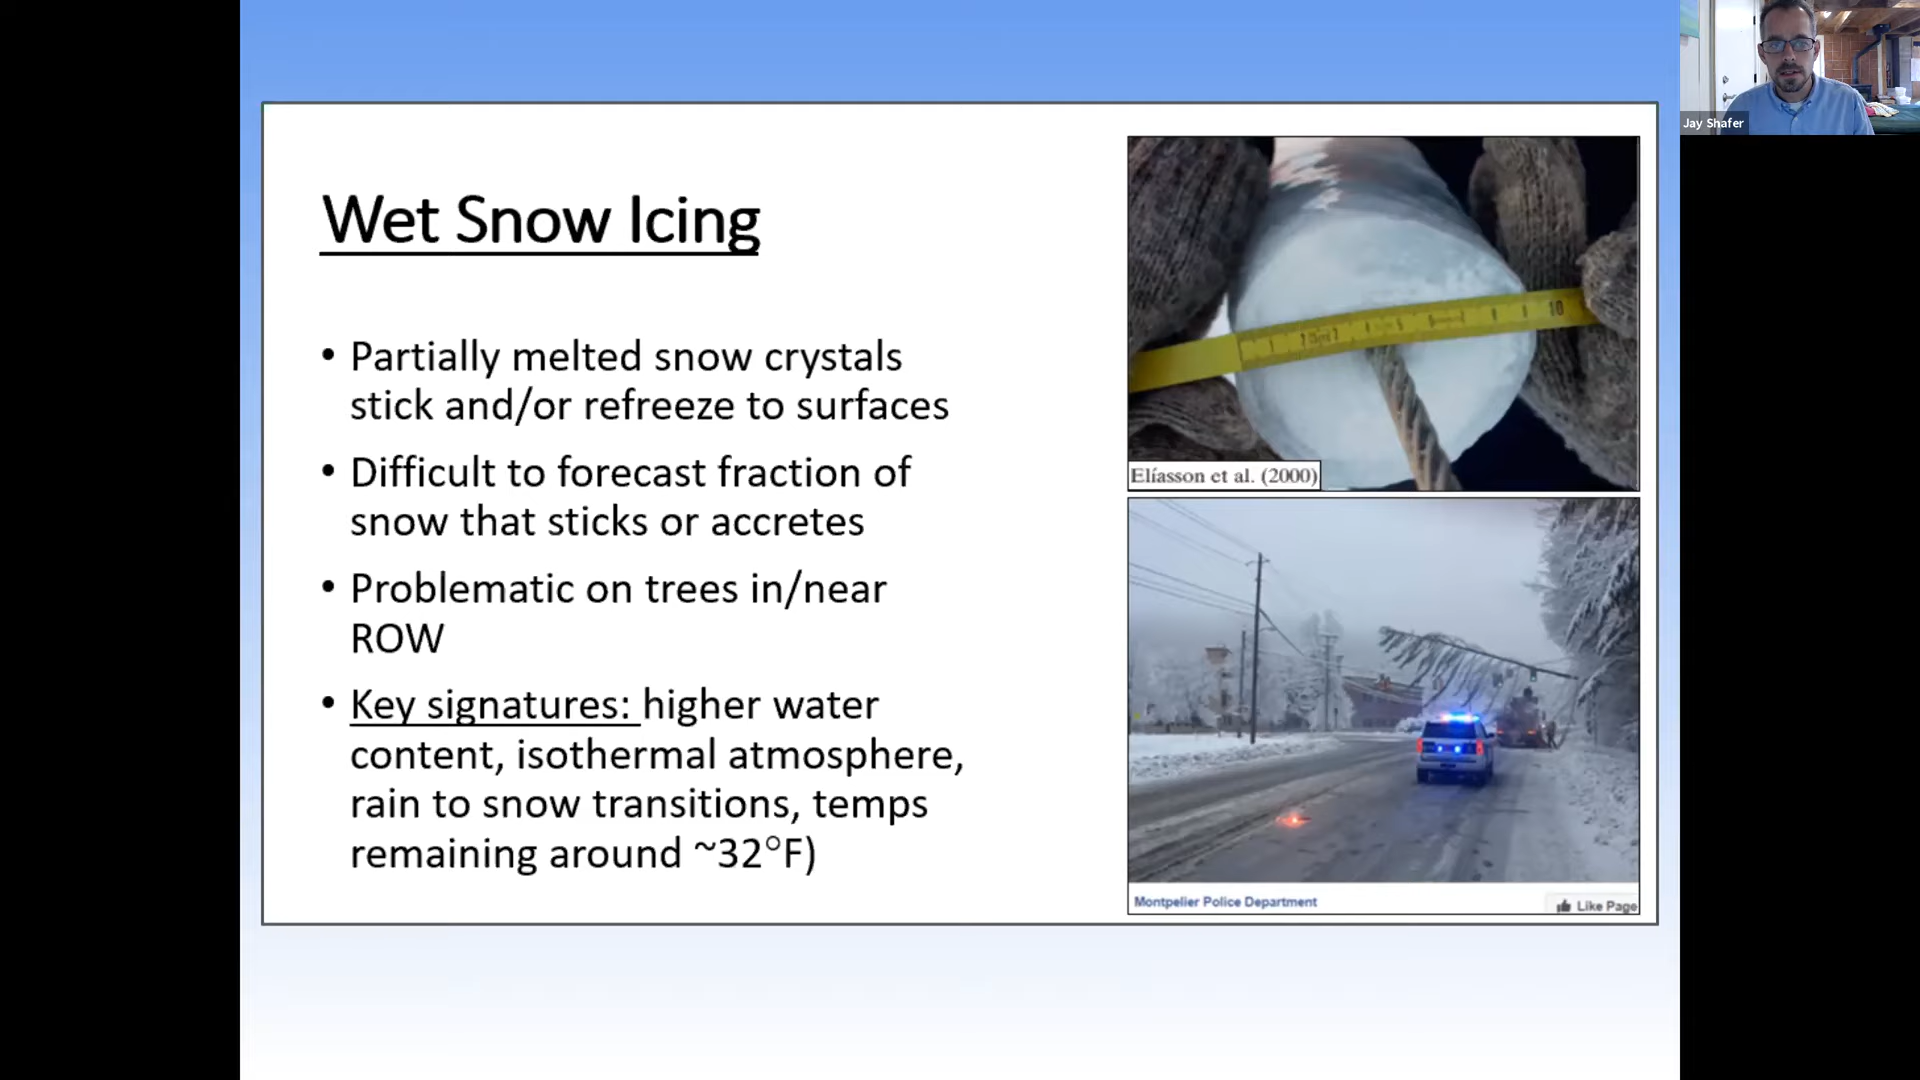 Jay Shafer
Wet Snow Icing
• Partially melted snow crystals
stick and/or refreeze to surfaces
• Difficult to forecast fraction of
snow that sticks or accretes
• Problematic on trees in/near
ROW
• Key signatures: higher water
content, isothermal atmosphere,
rain to snow transitions, temps
remaining around ~32°F)
10
Elíasson et al. (2000)
Montpelier Police Department
Like Page